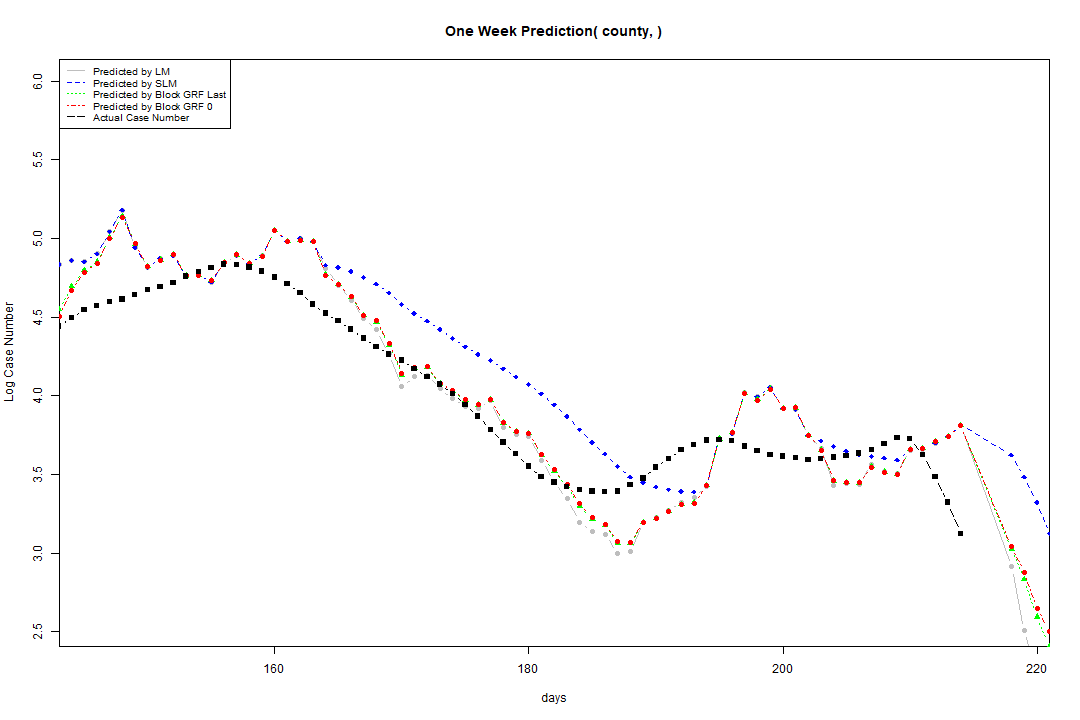 One Week Prediction( county, )
Predicted by LM
Predicted by SLM
Predicted by Block GRF Last
Predicted by Block GRF 0
Actual Case Number
6.0
5.5
5.0
4.5
4.0
3.5
3.0
2.5
Log Case Number
160 180 200 220
days